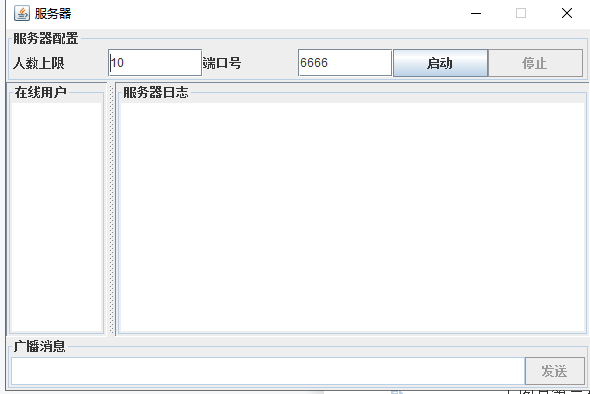 服务器
服务器配置
人数上限 10 端口号 6666 启动 停止
在线用户 服务器日志
广播消息
发送